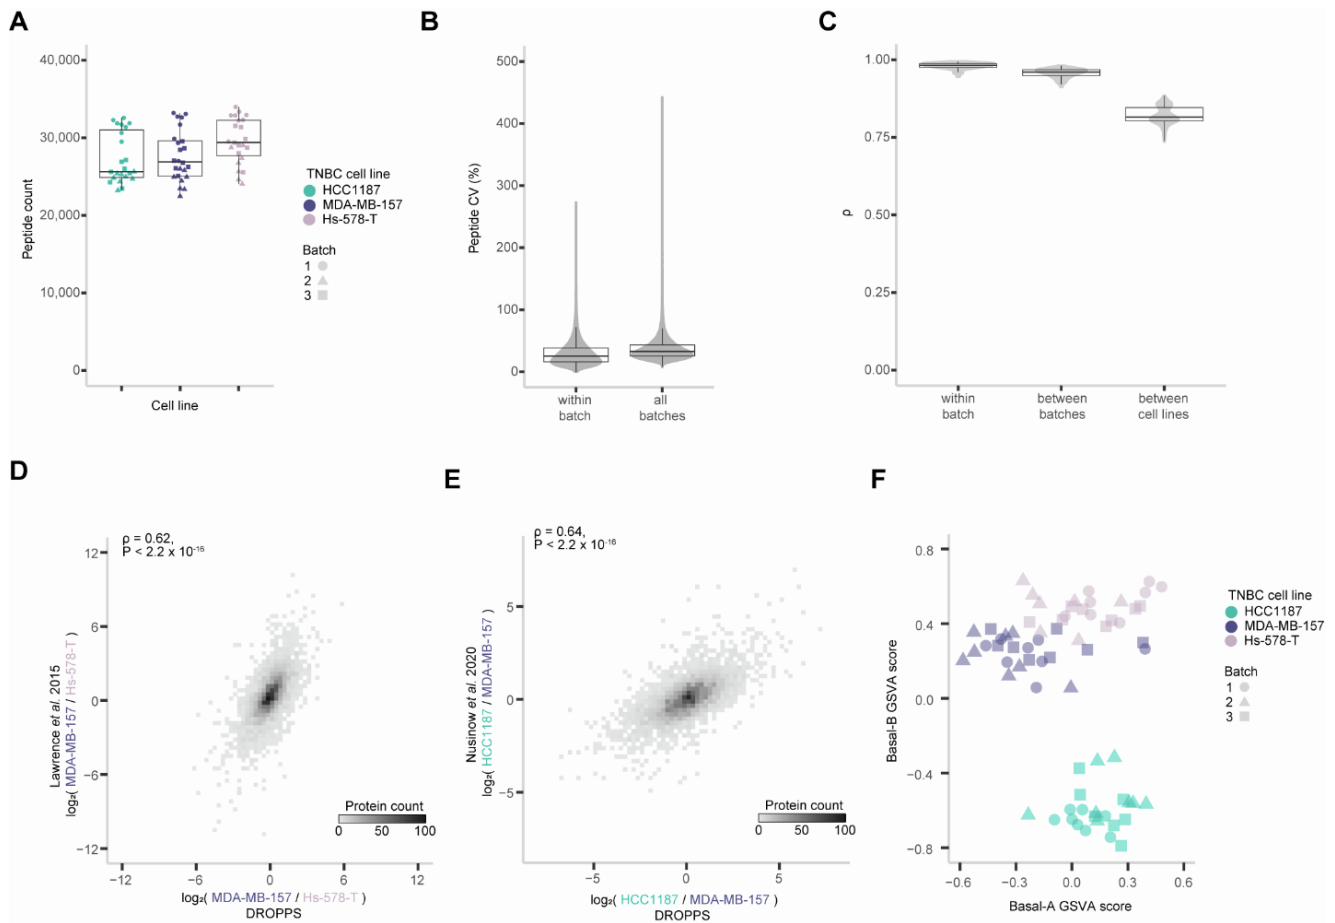 A
40,000
30,000
20,000
10,000
0
Peptide count
Cell line
TNBC cell line
HCC1187
MDA-MB-157
Hs-578-T
Batch
1
2
3
B
500
400
300
200
100
0
Peptide CV (%)
within
batch
all
batches
C
1.00
0.75
0.50
0.25
0.00
ρ
within
batch
between
batches
between
cell lines
D
ρ = 0.62,
P < 2.2 x 10⁻¹⁶
12
6
0
−6
−12
Lawrence et al. 2015
log₂( MDA-MB-157 / Hs-578-T )
Protein count
0 50 100
−12 −6 0 6 12
log₂( MDA-MB-157 / Hs-578-T )
DROPPS
E
ρ = 0.64,
P < 2.2 x 10⁻¹⁶
5
0
−5
Nusinow et al. 2020
log₂( HCC1187 / MDA-MB-157 )
Protein count
0 50 100
−5 0 5
log₂( HCC1187 / MDA-MB-157 )
DROPPS
F
0.8
0.4
0.0
−0.4
−0.8
Basal-B GSVA score
−0.6 −0.3 0.0 0.3 0.6
Basal-A GSVA score
TNBC cell line
HCC1187
MDA-MB-157
Hs-578-T
Batch
1
2
3